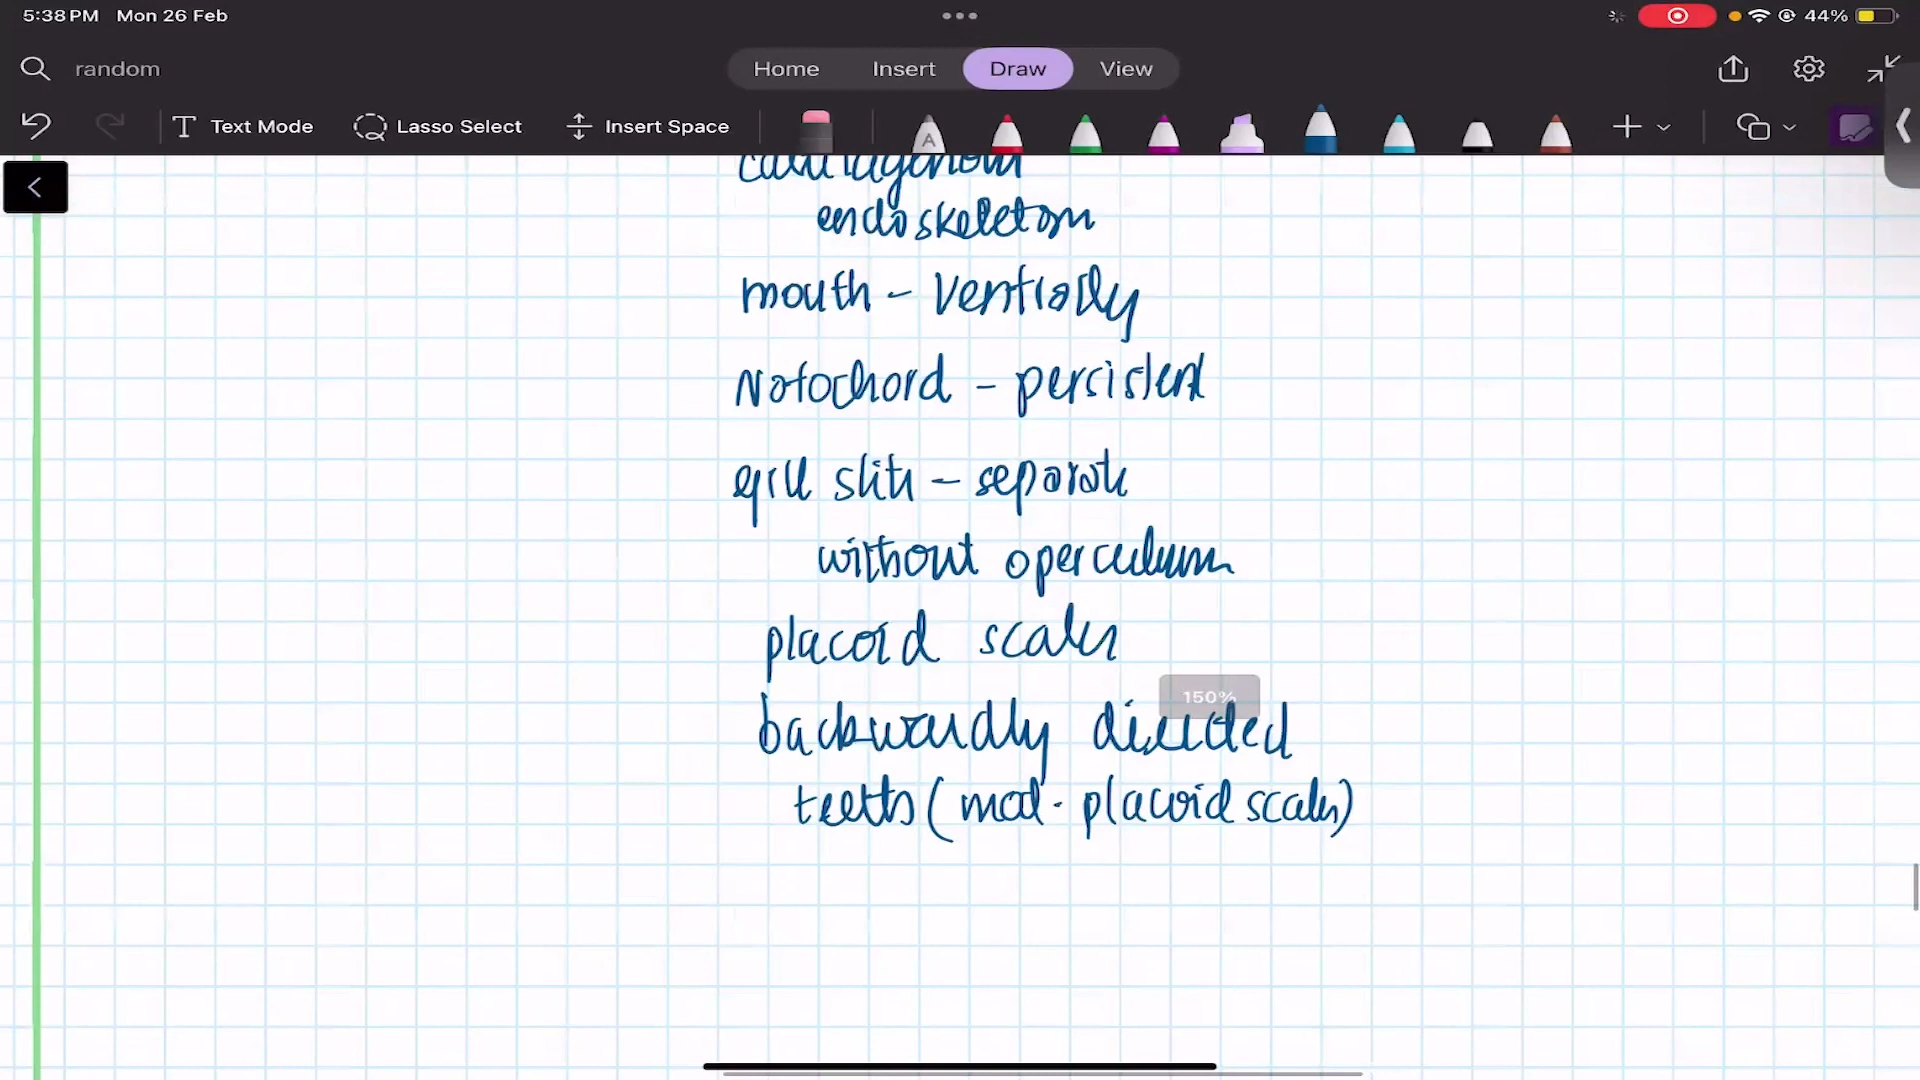 5:38 PM Mon 26 Feb 44%
random Home Insert Draw View
Text Mode Lasso Select Insert Space A
endoskeleton
mouth - Ventrally
Notochord - persistent
gill slits - separate
without operculum
placoid scales
150%
backwardly directed
teeth (mod. placoid scales)